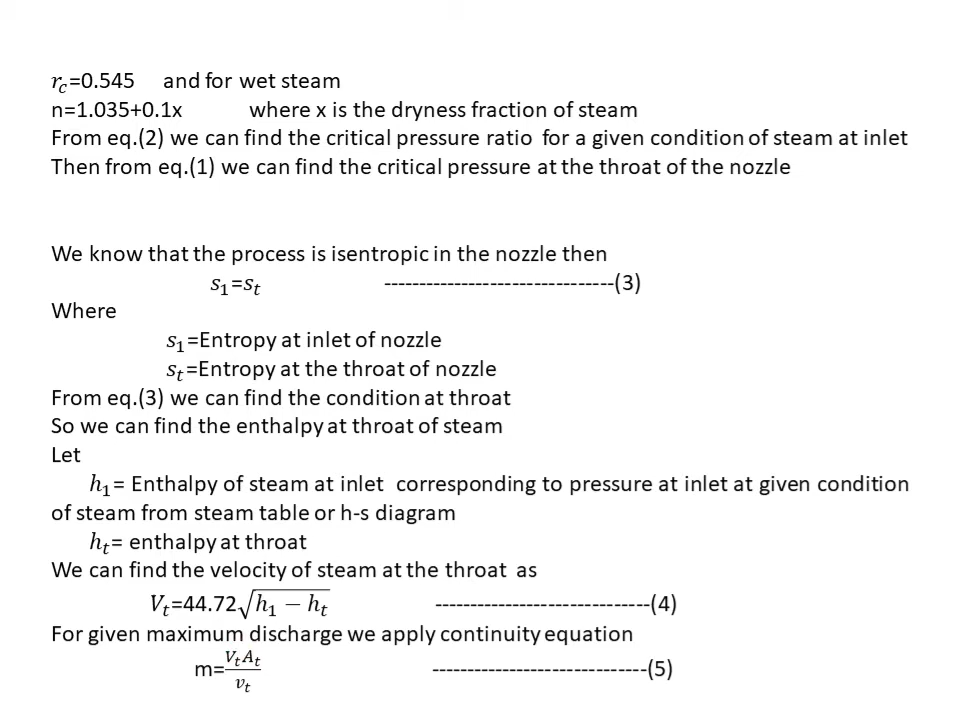 r_c=0.545 and for wet steam
n=1.035+0.1x where x is the dryness fraction of steam
From eq.(2) we can find the critical pressure ratio for a given condition of steam at inlet
Then from eq.(1) we can find the critical pressure at the throat of the nozzle
We know that the process is isentropic in the nozzle then
s₁=s_t ---------------------------------(3)
Where
s₁=Entropy at inlet of nozzle
s_t=Entropy at the throat of nozzle
From eq.(3) we can find the condition at throat
So we can find the enthalpy at throat of steam
Let
h₁= Enthalpy of steam at inlet corresponding to pressure at inlet at given condition
of steam from steam table or h-s diagram
h_t= enthalpy at throat
We can find the velocity of steam at the throat as
V_t=44.72√(h₁ − h_t) -------------------------------(4)
For given maximum discharge we apply continuity equation
m=V_t A_t / v_t -------------------------------(5)